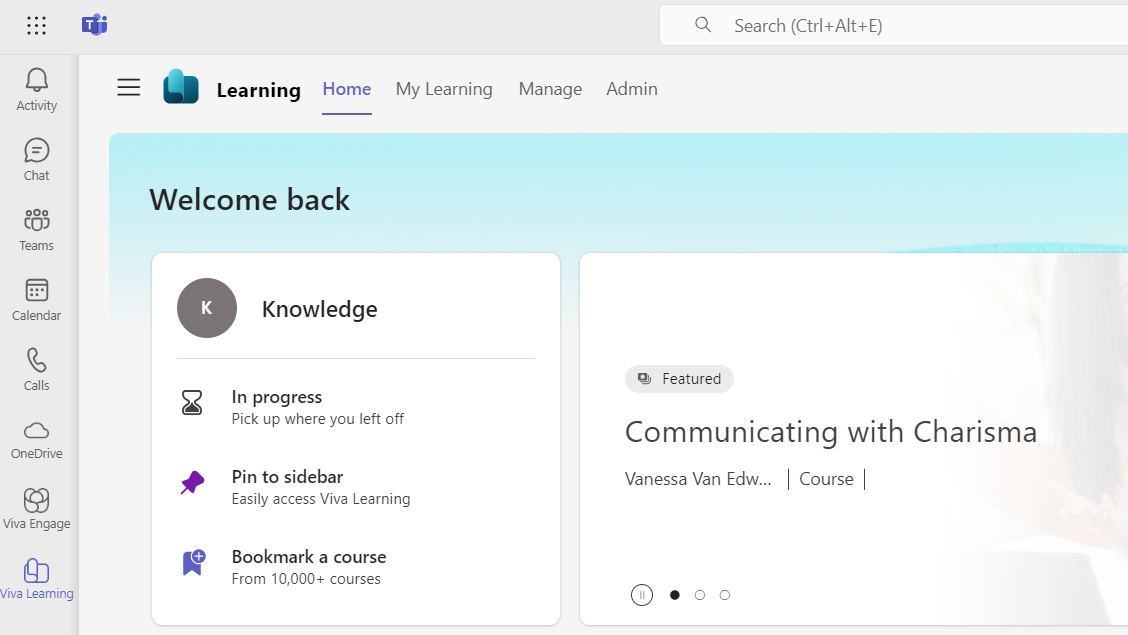 Search (Ctrl+Alt+E)
Activity
Chat
Teams
Calendar
Calls
OneDrive
Viva Engage
Viva Learning
Learning
Home
My Learning
Manage
Admin
Welcome back
K
Knowledge
In progress
Pick up where you left off
Pin to sidebar
Easily access Viva Learning
Bookmark a course
From 10,000+ courses
Featured
Communicating with Charisma
Vanessa Van Edw... | Course |